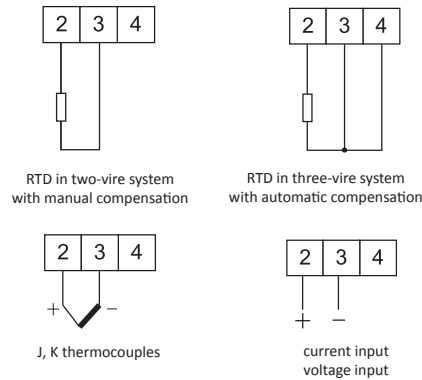 2 3 4
2 3 4
RTD in two-vire system
with manual compensation
RTD in three-vire system
with automatic compensation
2 3 4
+ −
J, K thermocouples
2 3 4
+ −
current input
voltage input